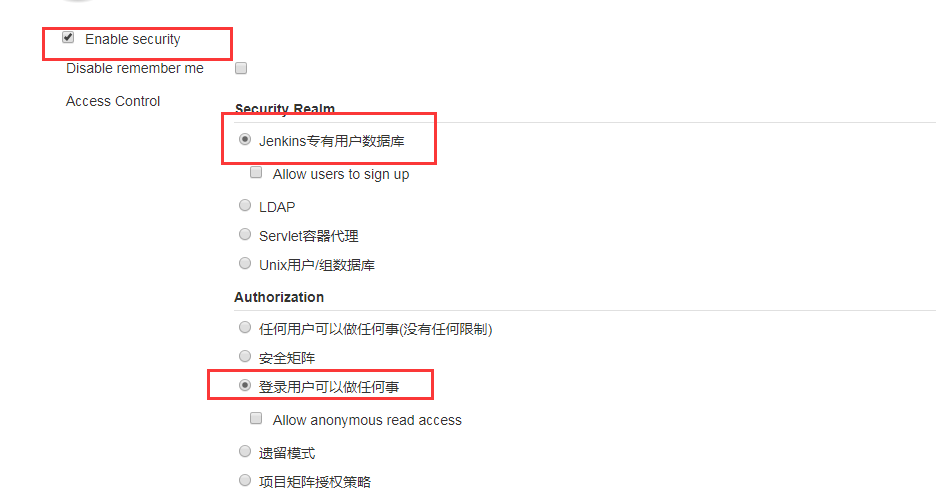 Enable security
Disable remember me
Access Control
Security Realm
Jenkins专有用户数据库
Allow users to sign up
LDAP
Servlet容器代理
Unix用户/组数据库
Authorization
任何用户可以做任何事(没有任何限制)
安全矩阵
登录用户可以做任何事
Allow anonymous read access
遗留模式
项目矩阵授权策略